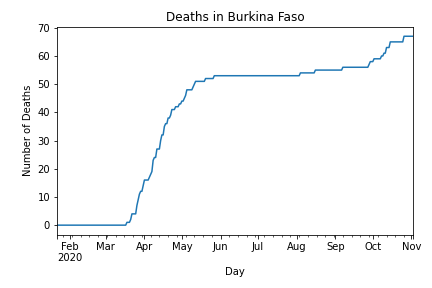 Deaths in Burkina Faso
70
60
50
40
30
20
10
0
Number of Deaths
Feb Mar Apr May Jun Jul Aug Sep Oct Nov
2020
Day